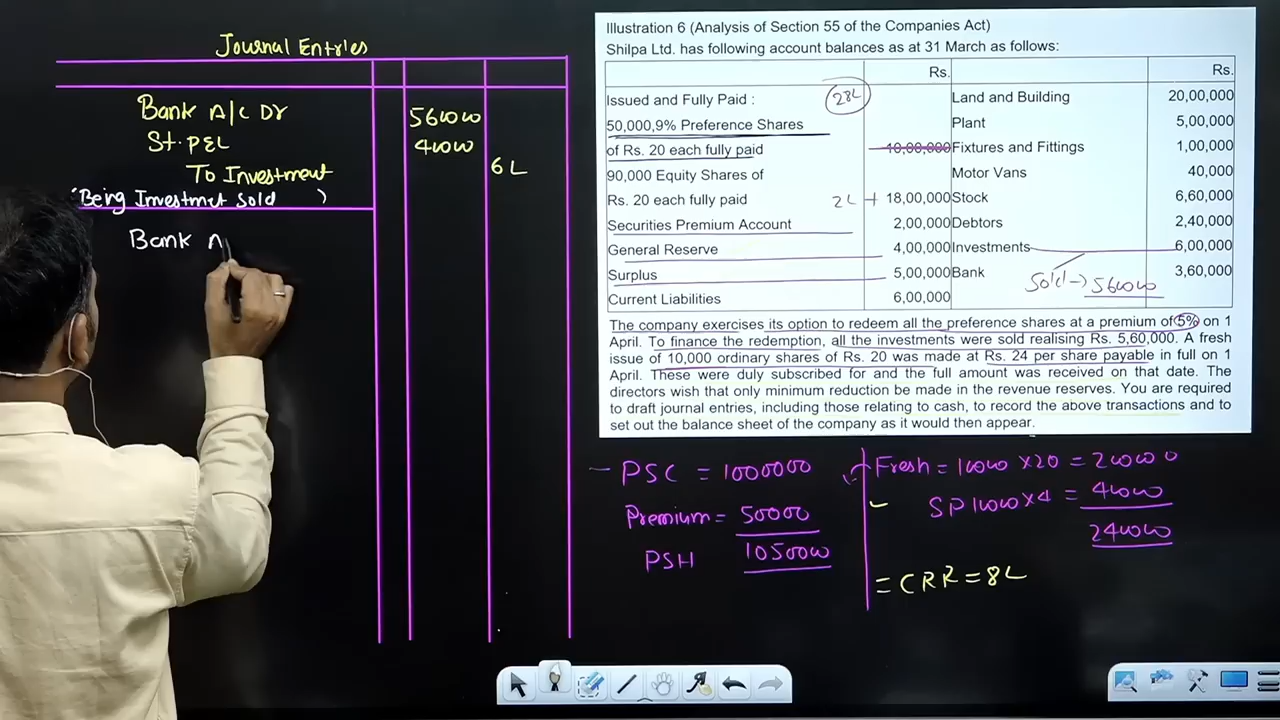 Journal Entries
Bank A/C Dr 560000
St. P&L 40000
To Investment 6L
(Being Investmet Sold )
Bank A
Illustration 6 (Analysis of Section 55 of the Companies Act)
Shilpa Ltd. has following account balances as at 31 March as follows:
Rs. Rs.
Issued and Fully Paid : 28L Land and Building 20,00,000
50,000,9% Preference Shares Plant 5,00,000
of Rs. 20 each fully paid 10,00,000 Fixtures and Fittings 1,00,000
90,000 Equity Shares of Motor Vans 40,000
Rs. 20 each fully paid 2L + 18,00,000 Stock 6,60,000
Securities Premium Account 2,00,000 Debtors 2,40,000
General Reserve 4,00,000 Investments 6,00,000
Surplus 5,00,000 Bank Sold → 560000 3,60,000
Current Liabilities 6,00,000
The company exercises its option to redeem all the preference shares at a premium of 5% on 1
April. To finance the redemption, all the investments were sold realising Rs. 5,60,000. A fresh
issue of 10,000 ordinary shares of Rs. 20 was made at Rs. 24 per share payable in full on 1
April. These were duly subscribed for and the full amount was received on that date. The
directors wish that only minimum reduction be made in the revenue reserves. You are required
to draft journal entries, including those relating to cash, to record the above transactions and to
set out the balance sheet of the company as it would then appear.
PSC = 1000000
Premium = 50000
PSH 1050000
Fresh = 10000 × 20 = 200000
SP 10000 × 4 = 40000
240000
= CRR = 8L